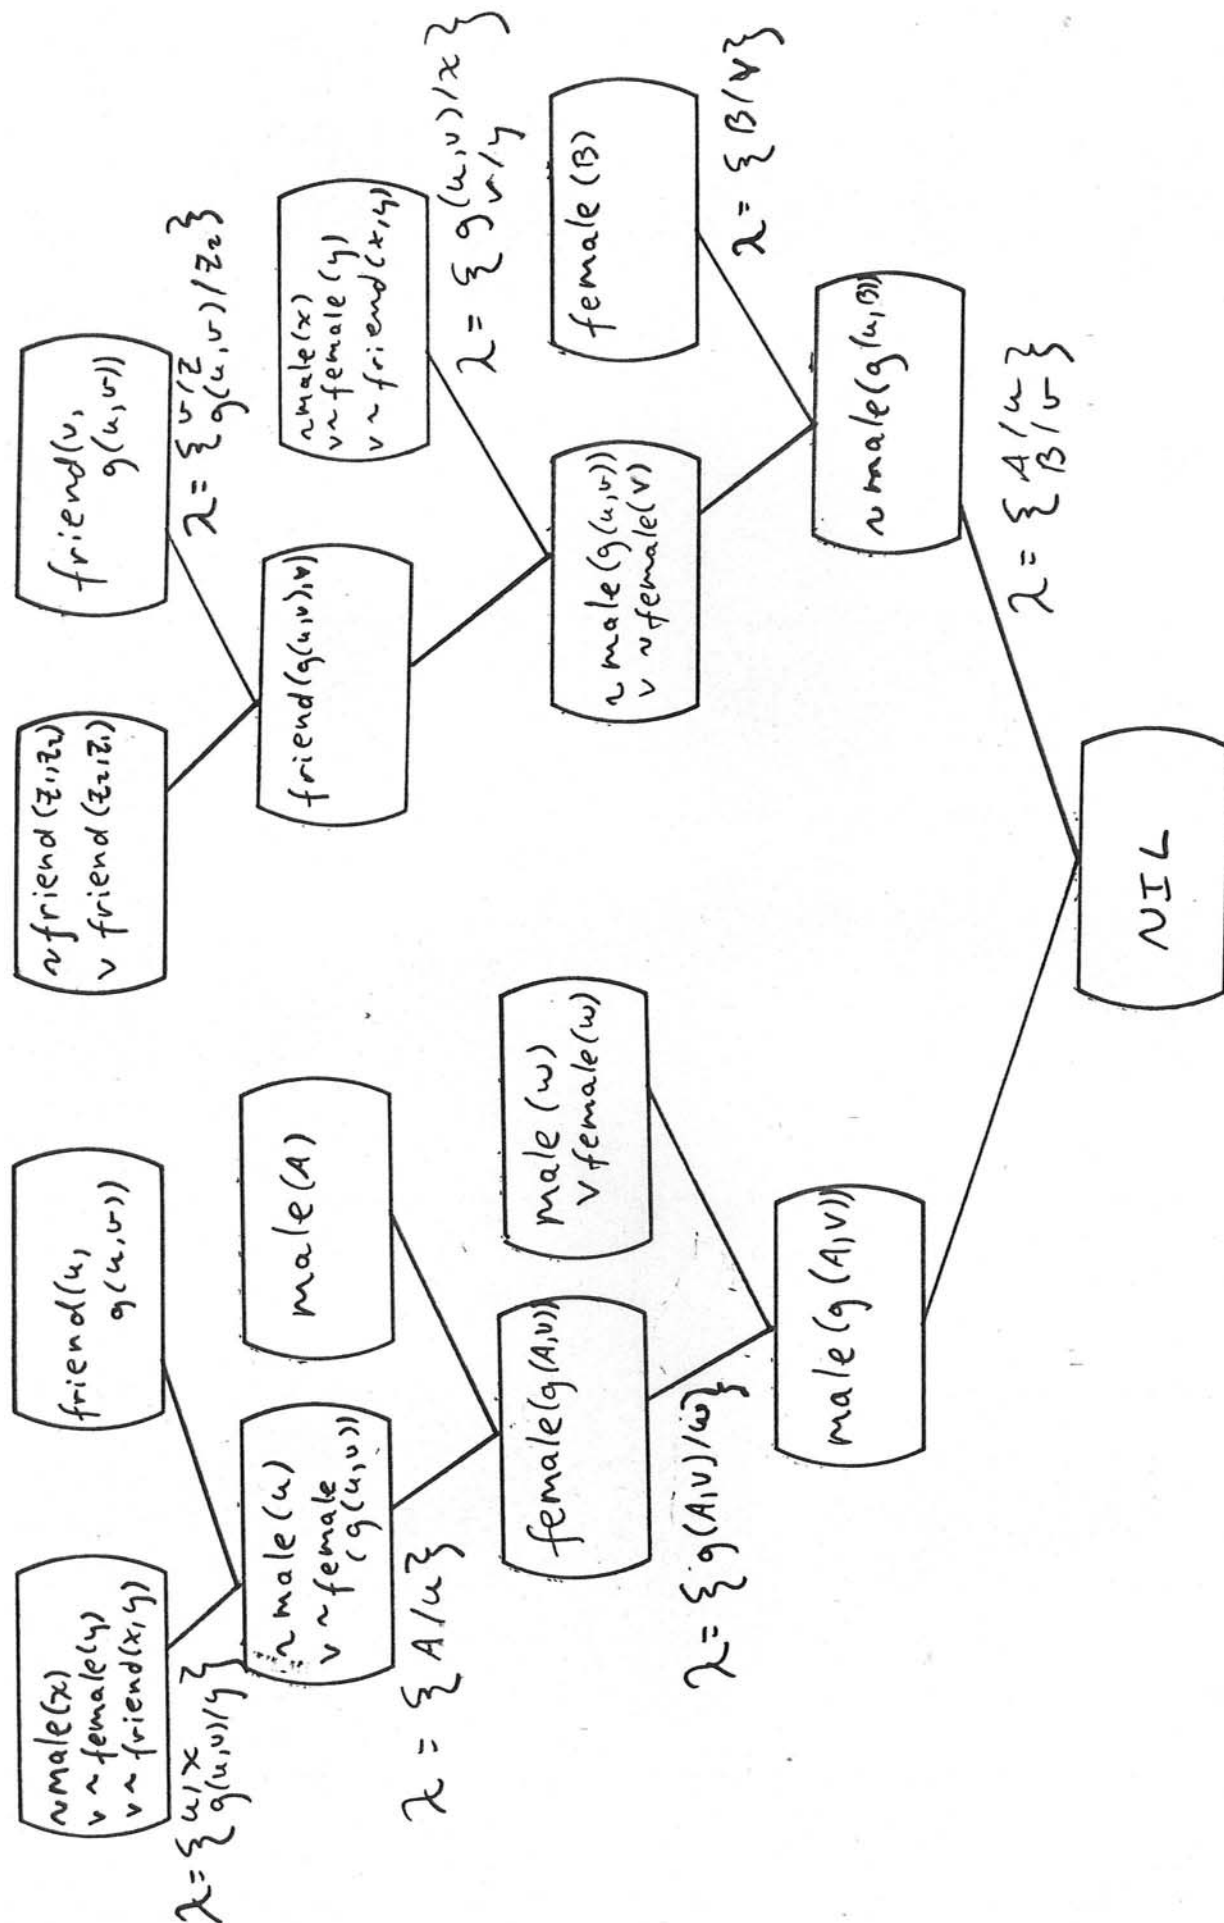 ~male(x)
v ~female(y)
v ~friend(x,y)
friend(u,
g(u,v))
~friend(z1,z2)
v friend(z2,z1)
friend(v,
g(u,v))
λ = { u/x
g(u,v)/y }
λ = { v/z
g(u,v)/z2 }
~male(u)
v ~female
(g(u,v))
male(A)
friend(g(u,v),v)
~male(x)
v ~female(y)
v ~friend(x,y)
λ = { A/u }
λ = { g(u,v)/x
v/y }
female(g(A,v))
male(w)
v female(w)
~male(g(u,v))
v ~female(v)
female(B)
λ = { g(A,v)/w }
λ = { B/v }
male(g(A,v))
~male(g(u,B))
λ = { A/u
B/v }
NIL